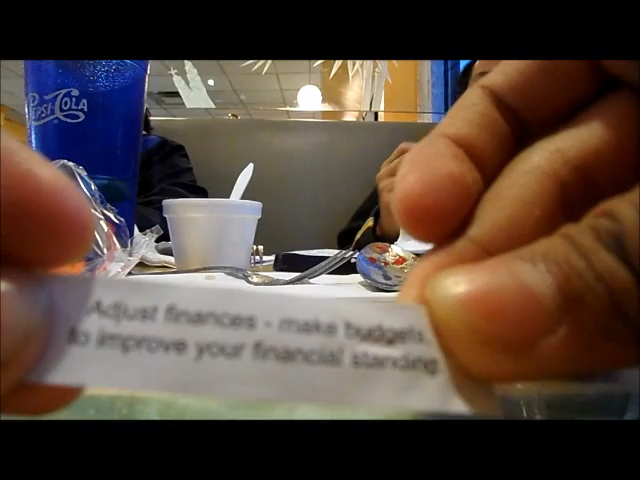 PEPSI-COLA
Adjust finances - make budgets,
to improve your financial standing